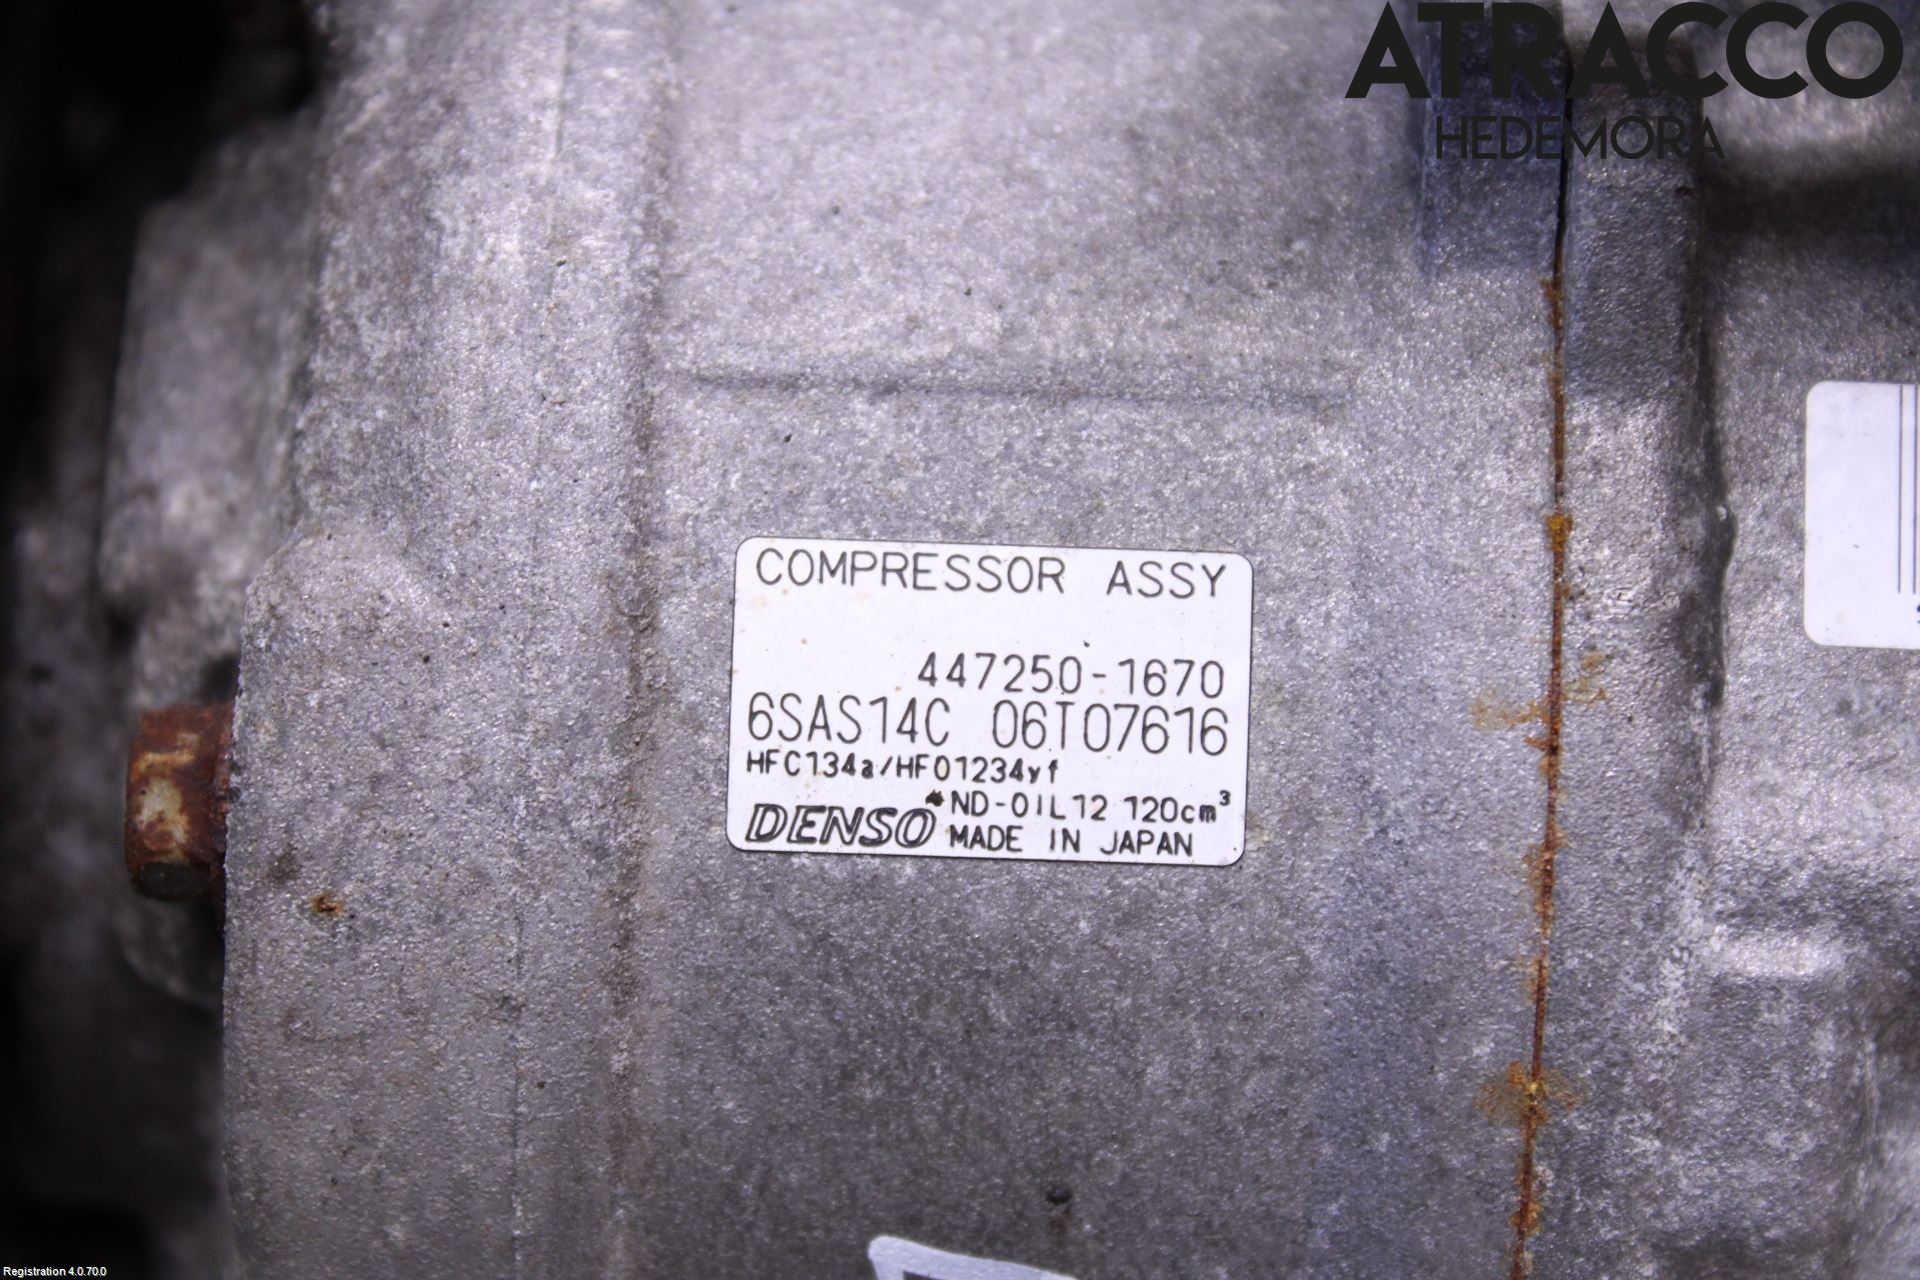 ATRACCO
HEDEMORA
COMPRESSOR ASSY
447250-1670
6SAS14C 06T07616
HFC134a/HFO1234yf
ND-OIL12 120cm³
DENSO MADE IN JAPAN
Registration 4.0.70.0